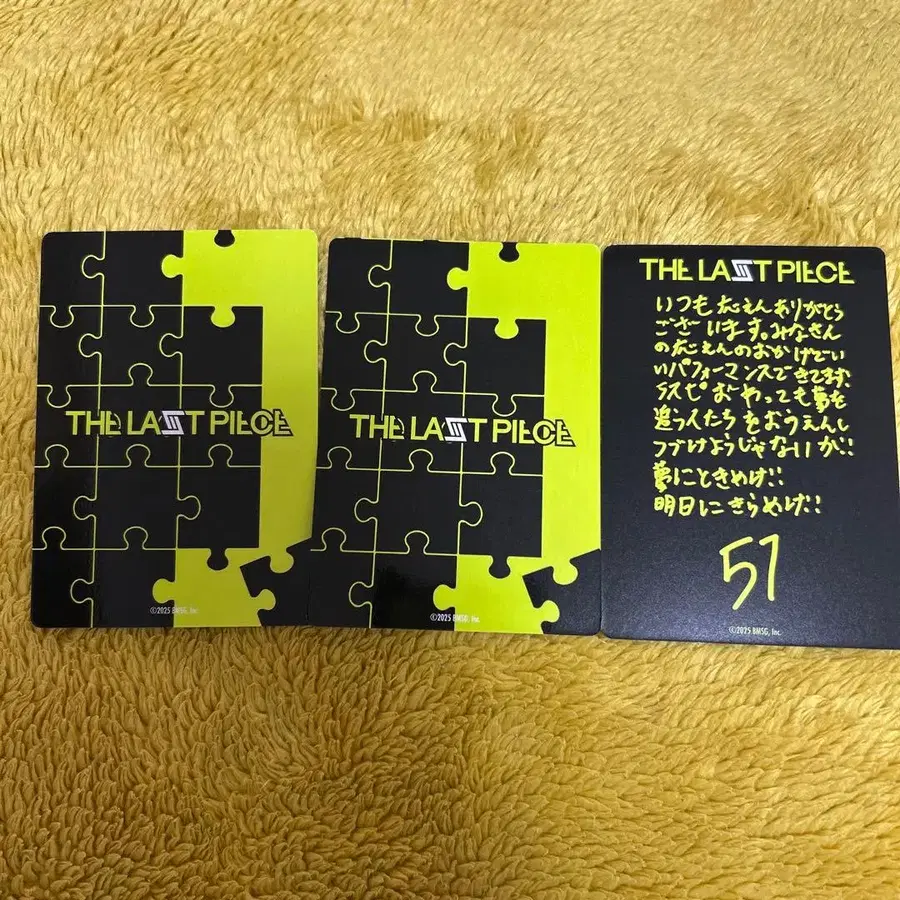 THE LAST PIECE
©2025 BMSG, Inc.
THE LAST PIECE
©2025 BMSG, Inc.
THE LAST PIECE
いつも応えんありがとう
ございます。みなさん
の応えんのおかげでい
いパフォーマンスできてます。
ラスピおわっても夢を
追う人たちをおうえんし
つづけようじゃないか!!
夢にときめけ!!
明日にきらめけ!!
51
©2025 BMSG, Inc.